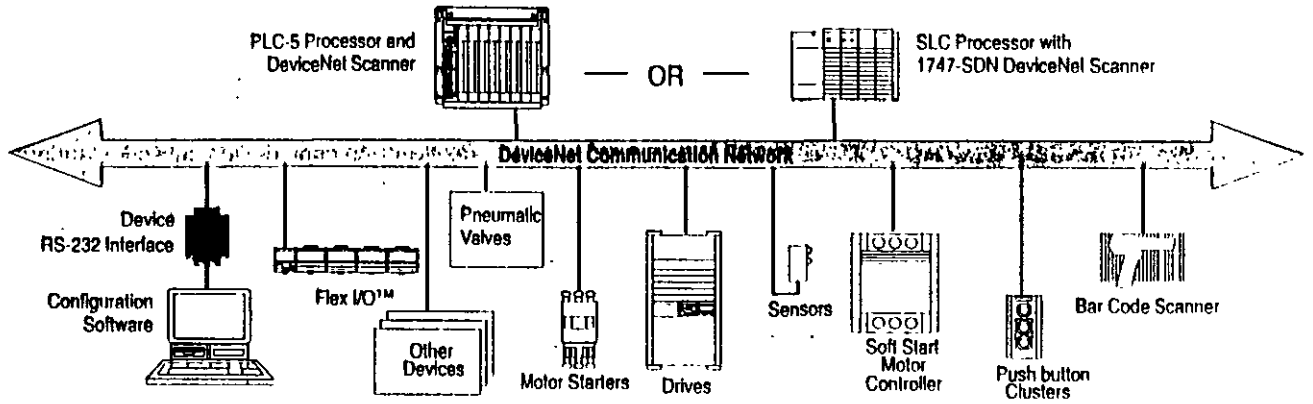 PLC-5 Processor and
DeviceNet Scanner
OR
SLC Processor with
1747-SDN DeviceNet Scanner
DeviceNet Communication Network
Device
RS-232 Interface
Configuration
Software
Flex I/O™
Other
Devices
Pneumatic
Valves
Motor Starters
Drives
Sensors
Soft Start
Motor
Controller
Push button
Clusters
Bar Code Scanner